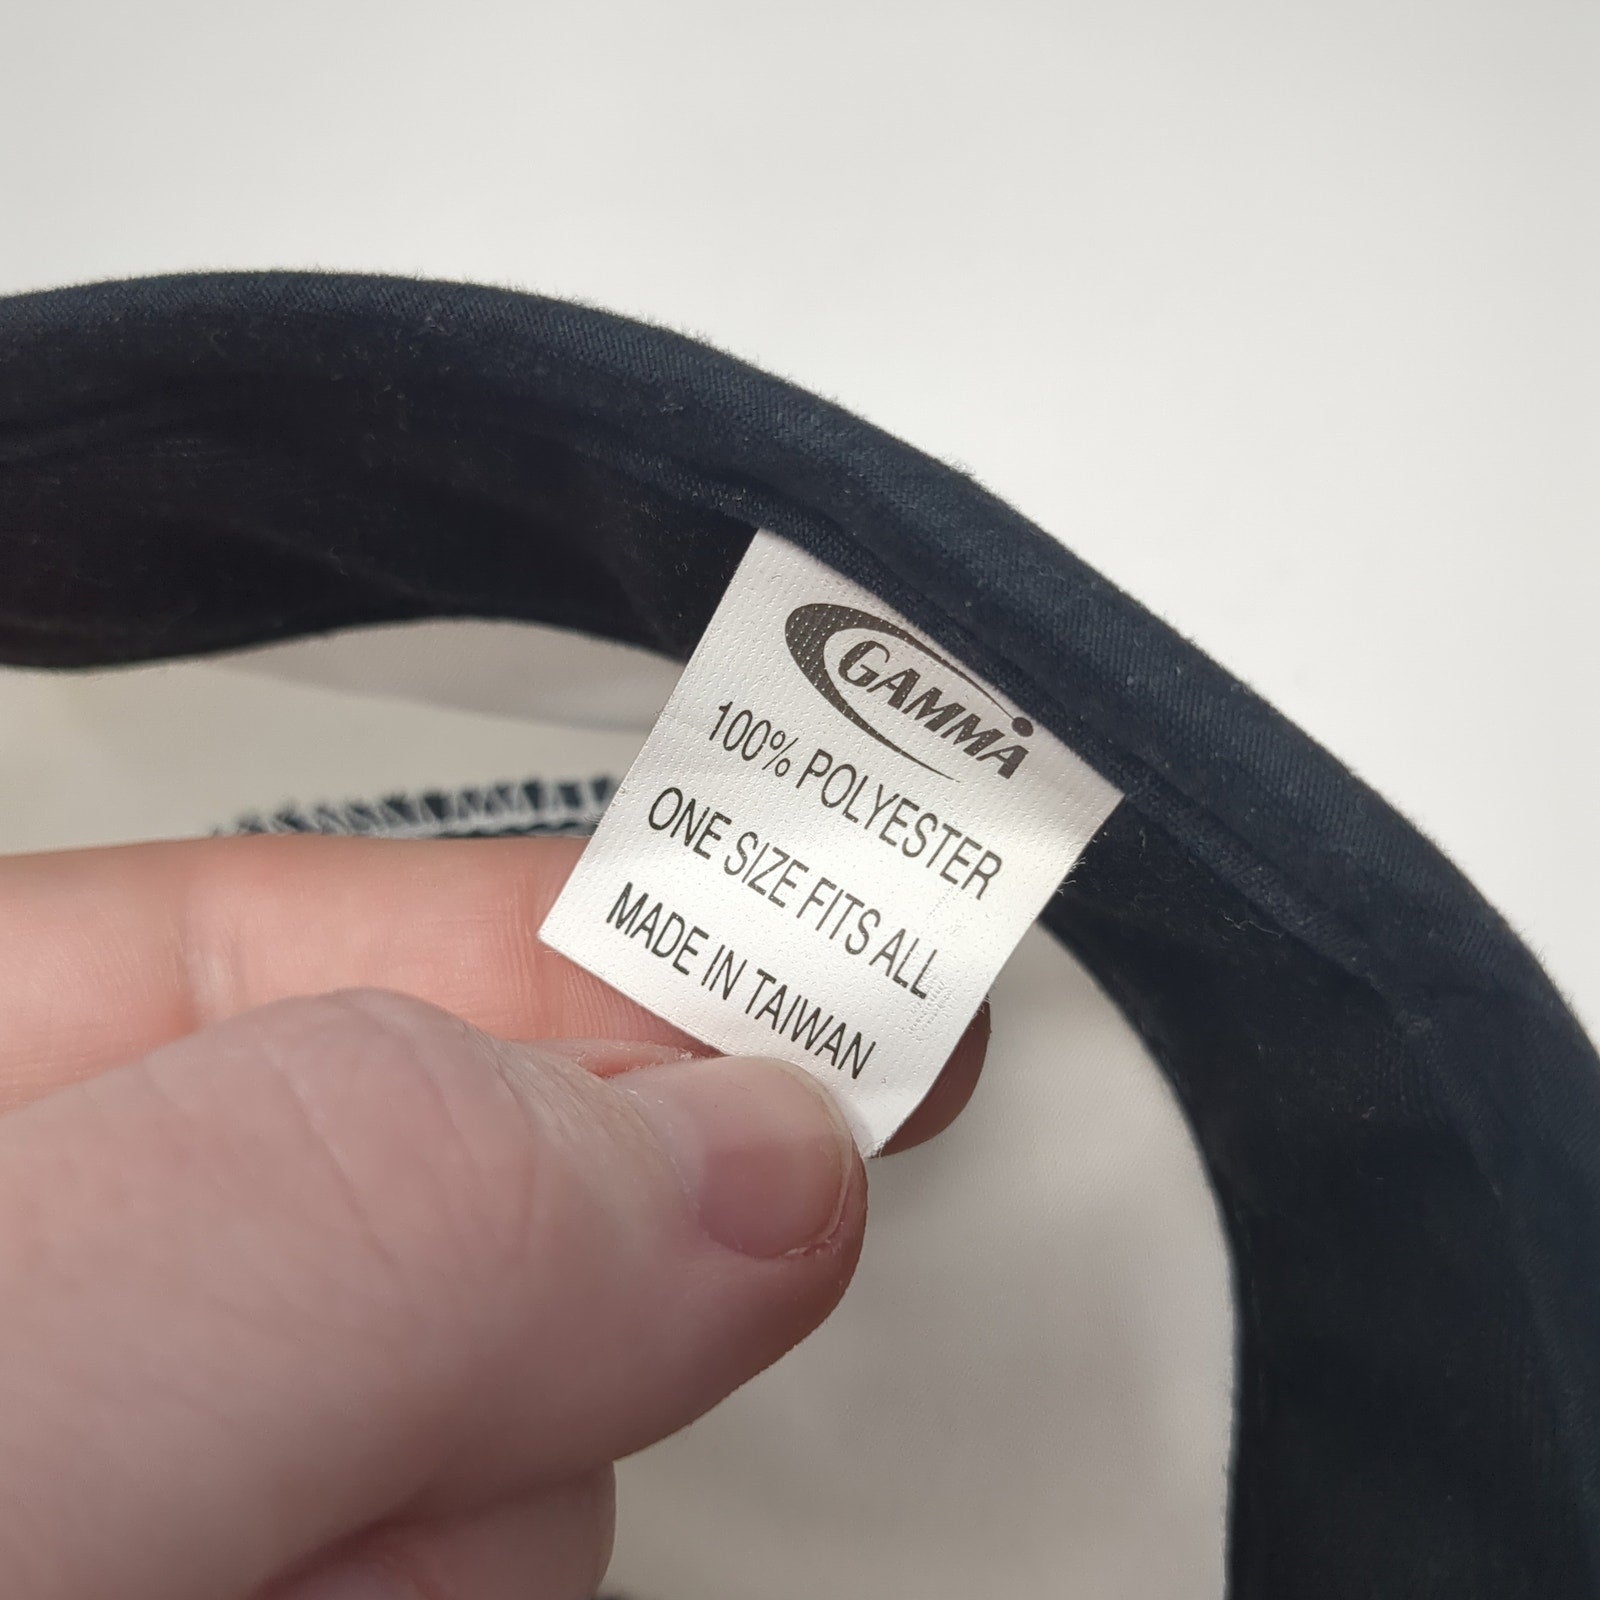 GAMMA
100% POLYESTER
ONE SIZE FITS ALL
MADE IN TAIWAN